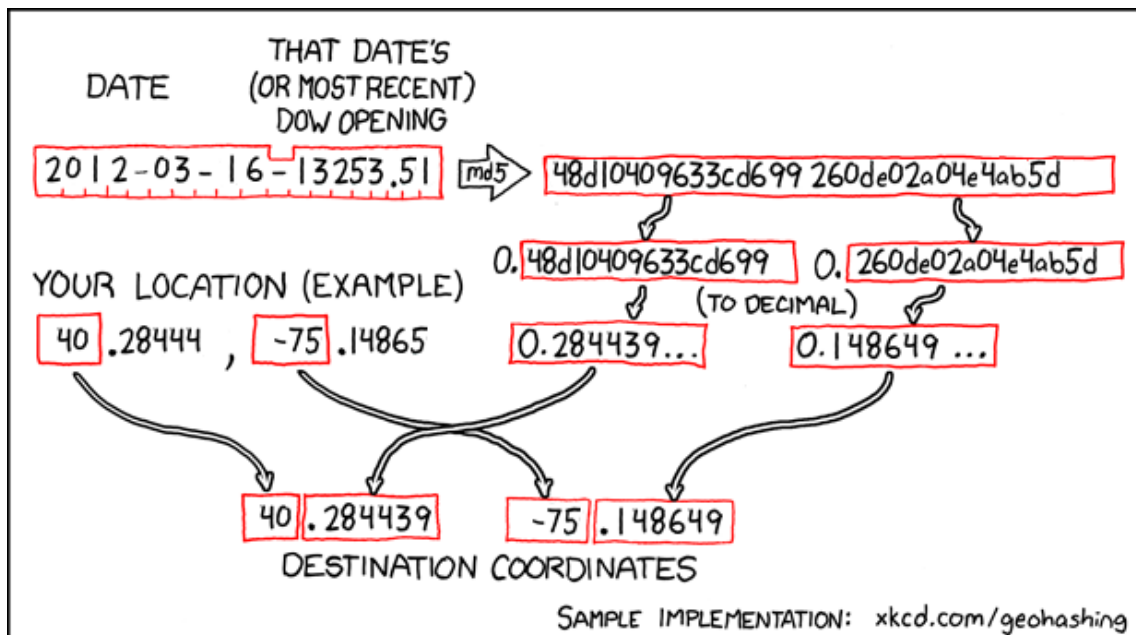 DATE
THAT DATE'S
(OR MOST RECENT)
DOW OPENING
2012-03-16-13253.51
md5
48d10409633cd699 260de02a04e4ab5d
0.48d10409633cd699
0.260de02a04e4ab5d
(TO DECIMAL)
0.284439...
0.148649 ...
YOUR LOCATION (EXAMPLE)
40.28444, -75.14865
40.284439 -75.148649
DESTINATION COORDINATES
SAMPLE IMPLEMENTATION: xkcd.com/geohashing